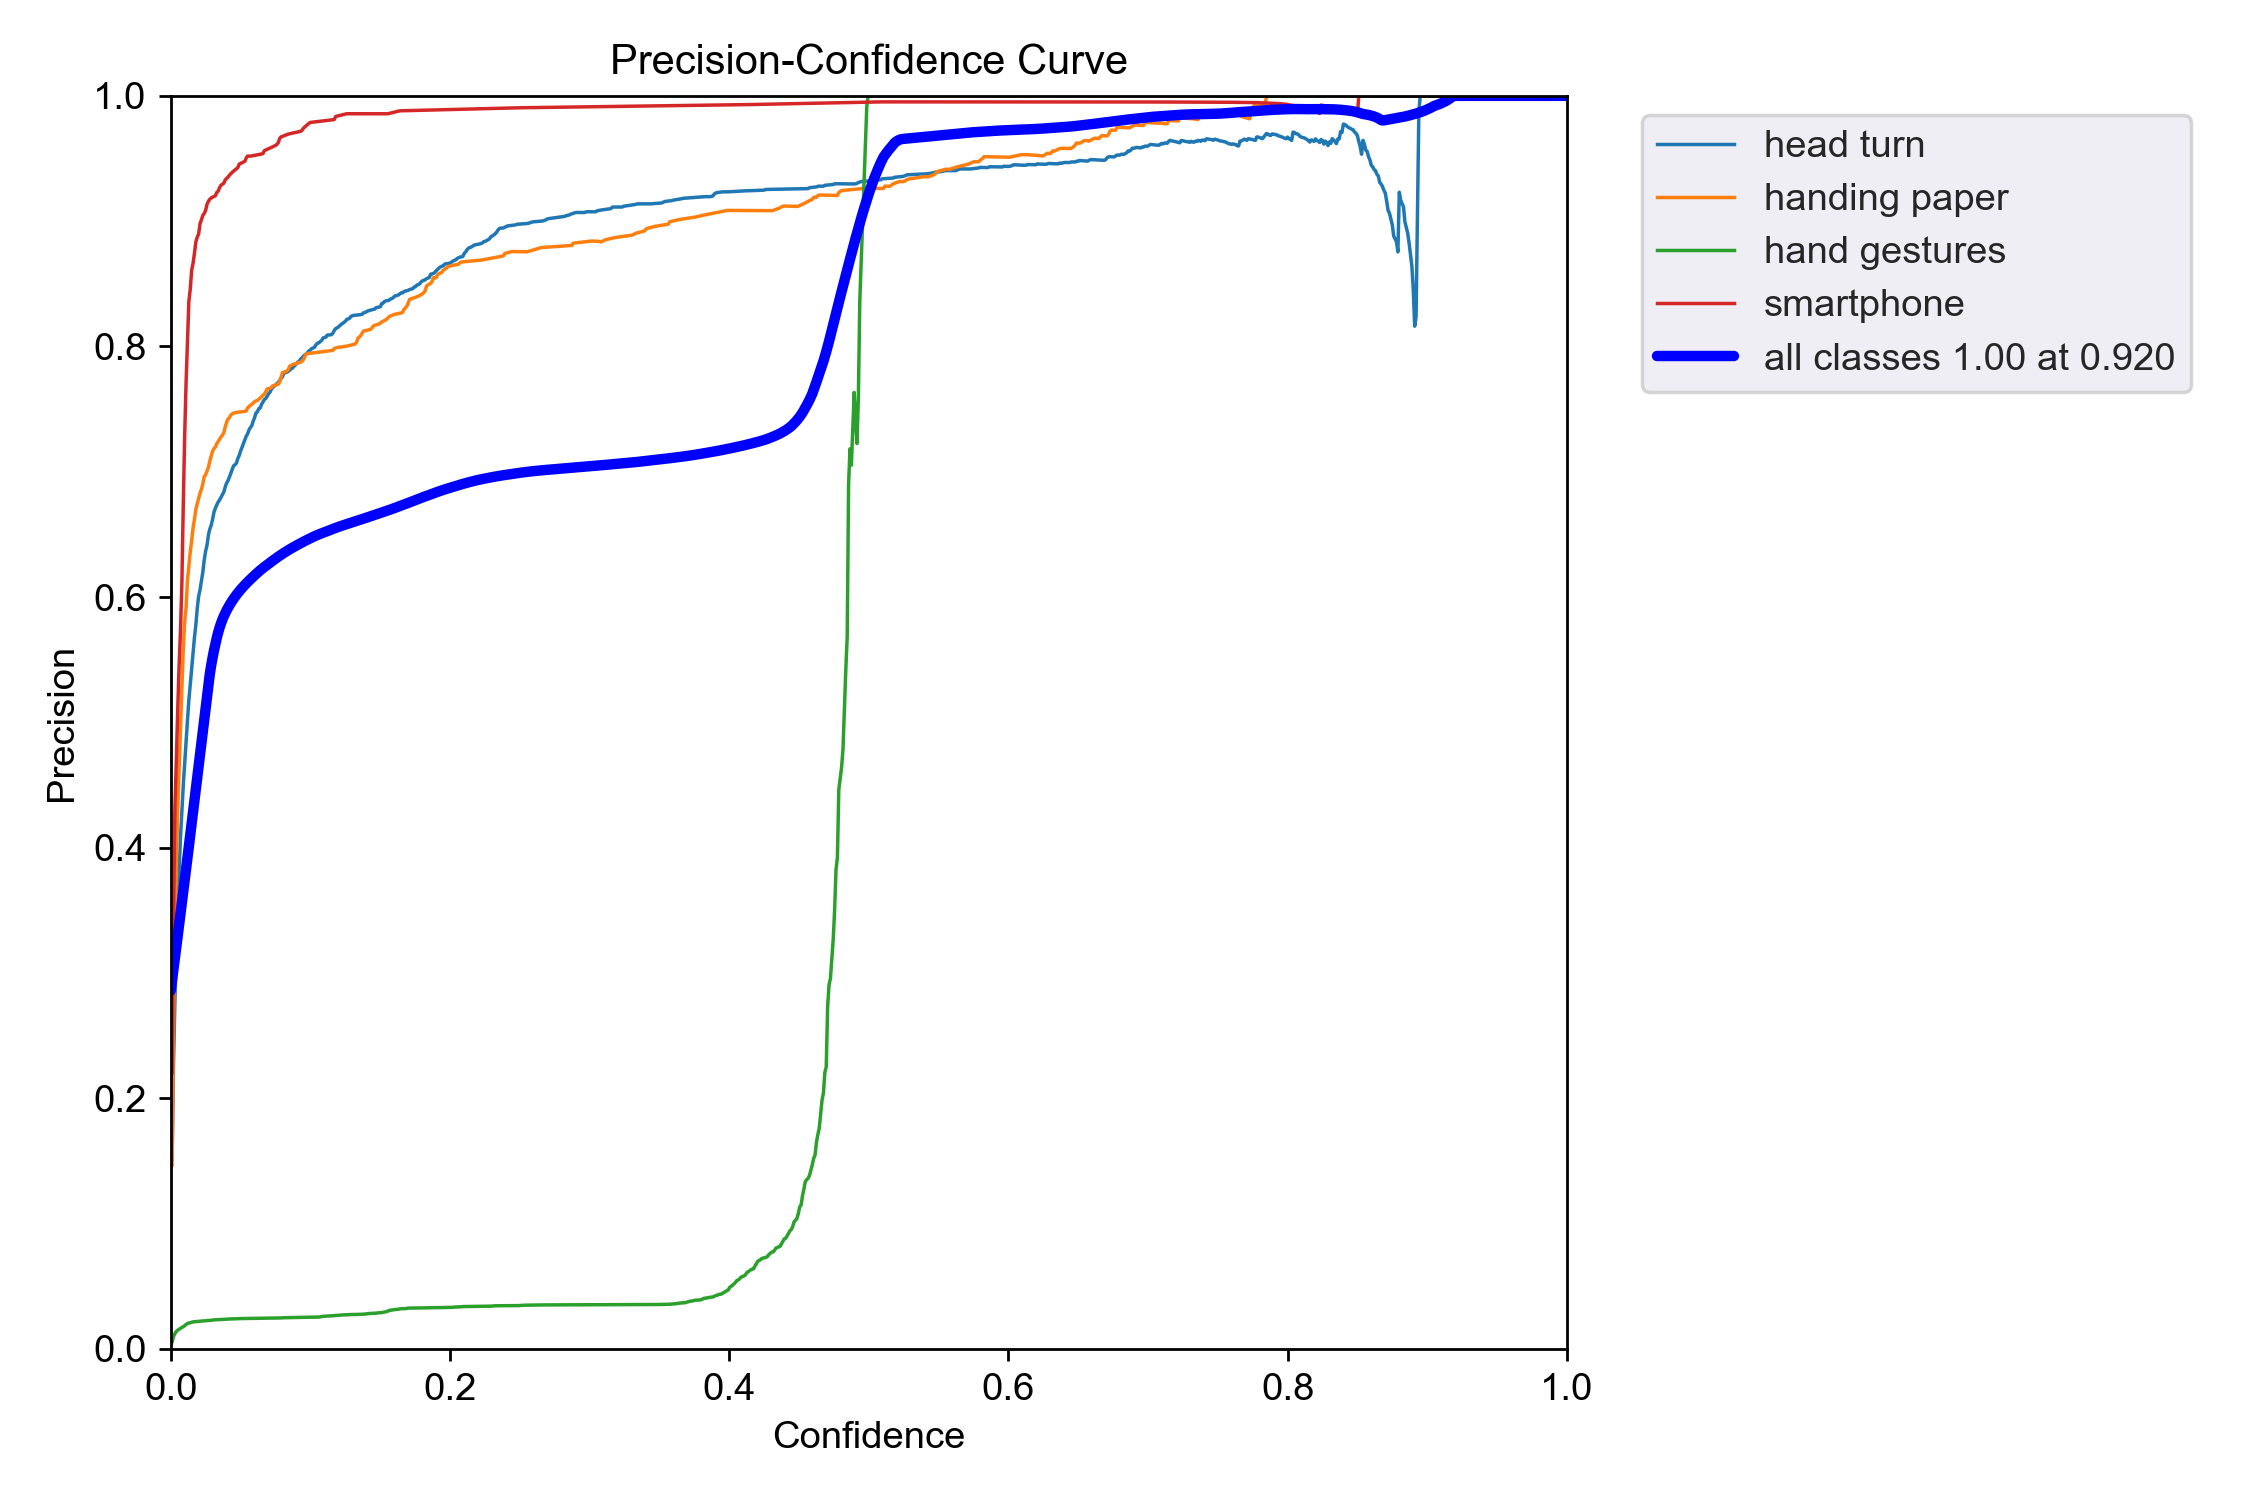 Precision-Confidence Curve
1.0
0.8
0.6
0.4
0.2
0.0
Precision
0.0 0.2 0.4 0.6 0.8 1.0
Confidence
head turn
handing paper
hand gestures
smartphone
all classes 1.00 at 0.920